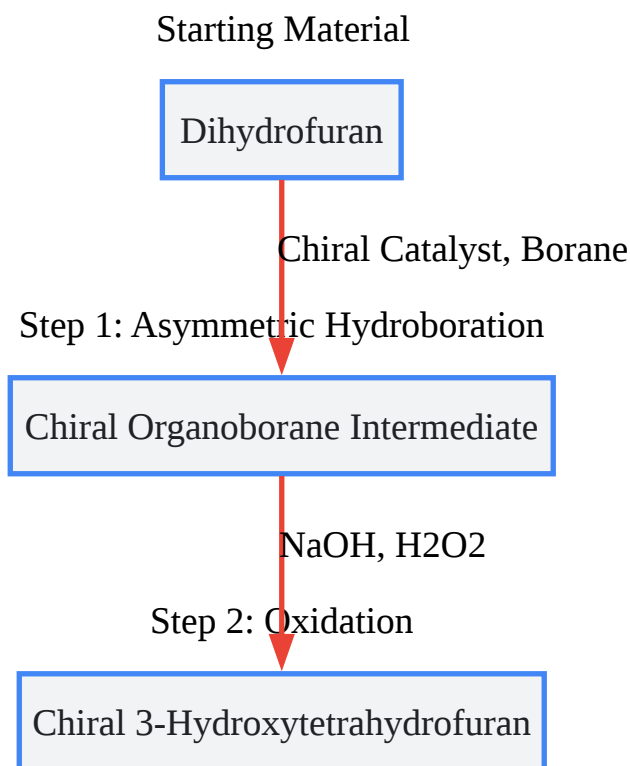 Starting Material
Dihydrofuran
Chiral Catalyst, Borane
Step 1: Asymmetric Hydroboration
Chiral Organoborane Intermediate
NaOH, H2O2
Step 2: Oxidation
Chiral 3-Hydroxytetrahydrofuran